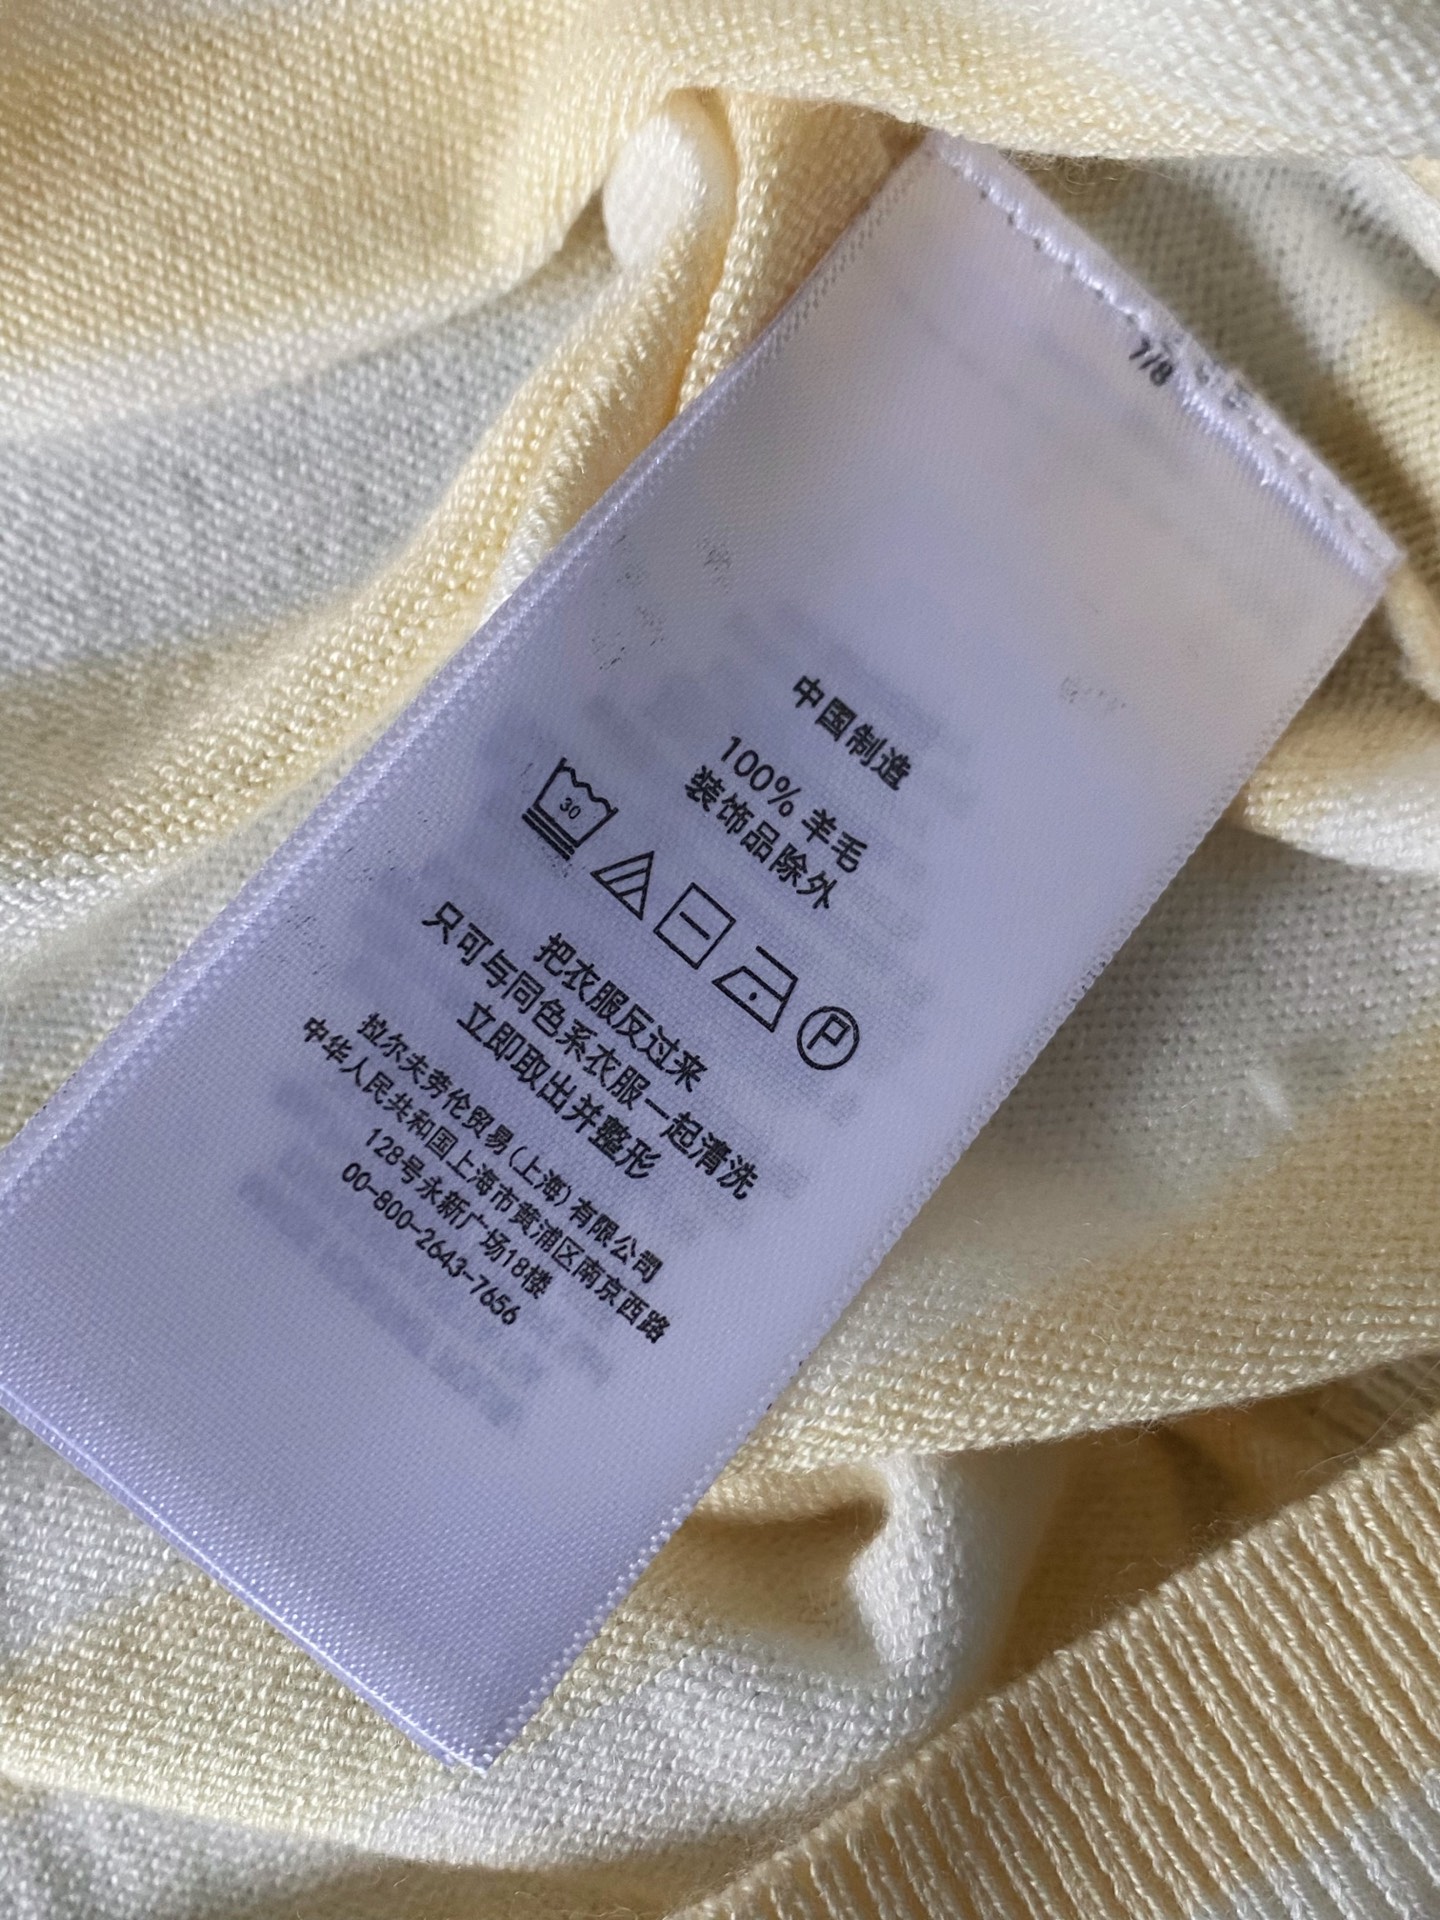 7/8
中国制造
100% 羊毛
装饰品除外
30
P
把衣服反过来
只可与同色系衣服一起清洗
立即取出并整形
拉尔夫劳伦贸易(上海)有限公司
中华人民共和国上海市黄浦区南京西路
128号永新广场18楼
00-800-2643-7656